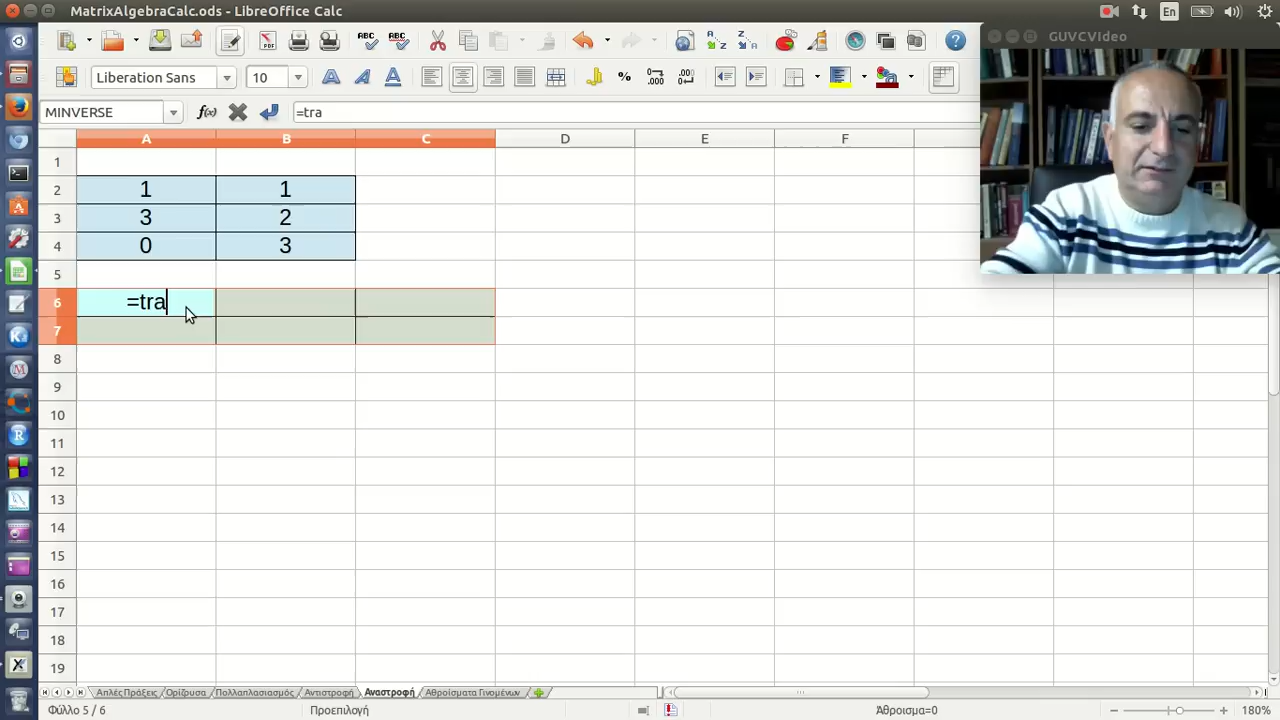 MatrixAlgebraCalc.ods - LibreOffice Calc
En
GUVCVIdeo
Liberation Sans
10
MINVERSE
=tra
A B C D E F
1
2 1 1
3 3 2
4 0 3
5
6 =tra
7
8
9
10
11
12
13
14
15
16
17
18
19
Απλές Πράξεις Ορίζουσα Πολλαπλασιασμός Αντιστροφή Αναστροφή Αθροίσματα Γινομένων
Φύλλο 5 / 6 Προεπιλογή Άθροισμα=0 180%